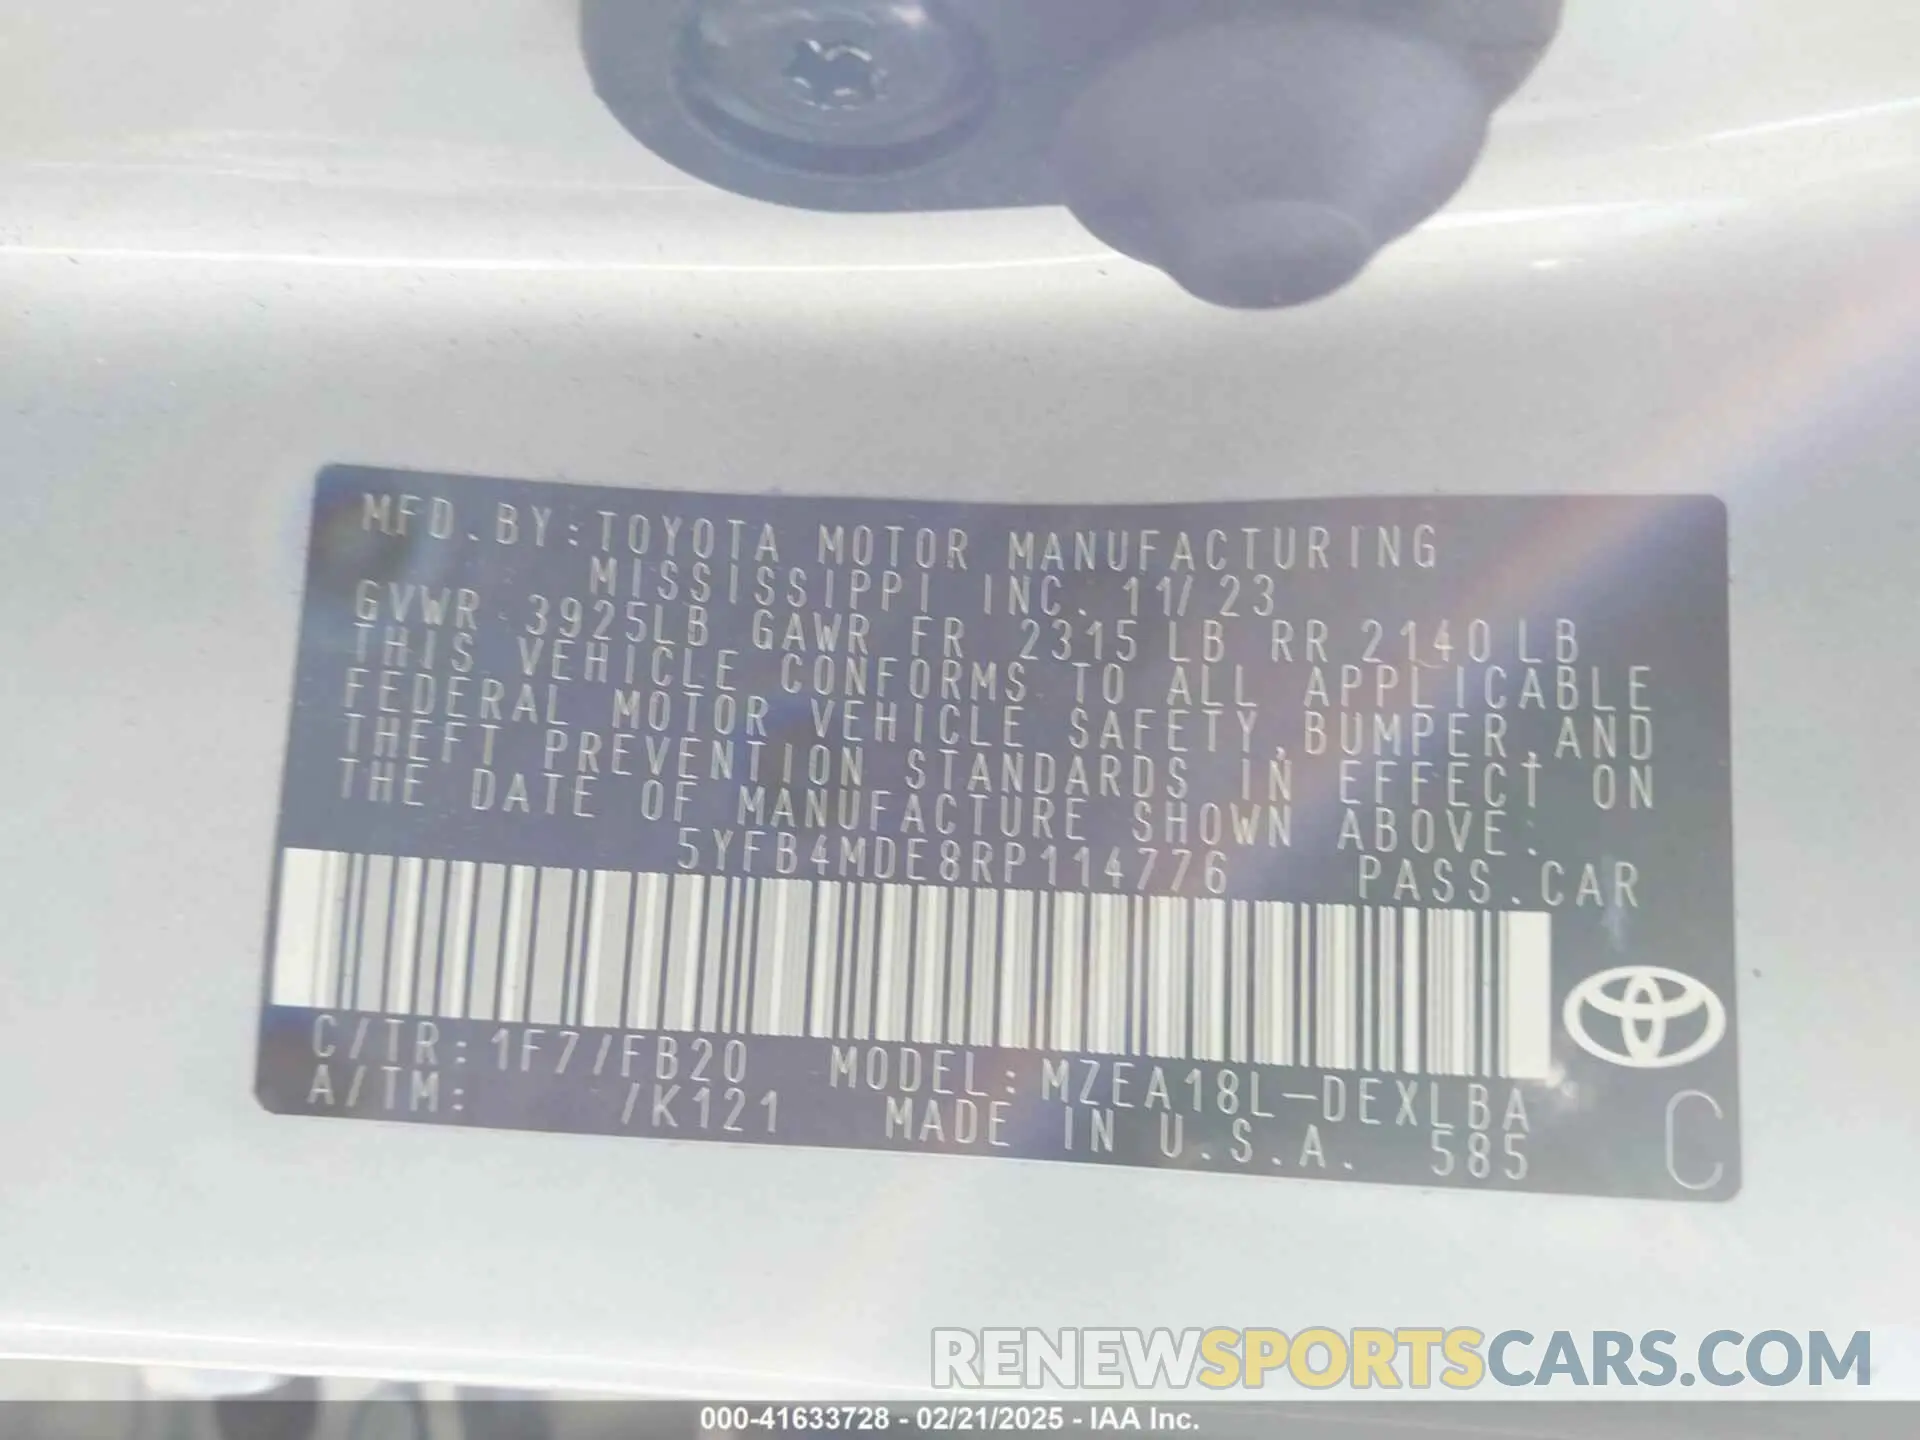 MFD.BY:TOYOTA MOTOR MANUFACTURING
MISSISSIPPI INC. 11/23
GVWR 3925LB GAWR FR 2315LB RR 2140LB
THIS VEHICLE CONFORMS TO ALL APPLICABLE
FEDERAL MOTOR VEHICLE SAFETY,BUMPER,AND
THEFT PREVENTION STANDARDS IN EFFECT ON
THE DATE OF MANUFACTURE SHOWN ABOVE:
5YFB4MDE8RP114776 PASS.CAR
C/TR:1F7/FB20 MODEL:MZEA18L-DEXLBA
A/TM: /K121 MADE IN U.S.A. 585
C
RENEWSPORTSCARS.COM
000-41633728 - 02/21/2025 - IAA Inc.